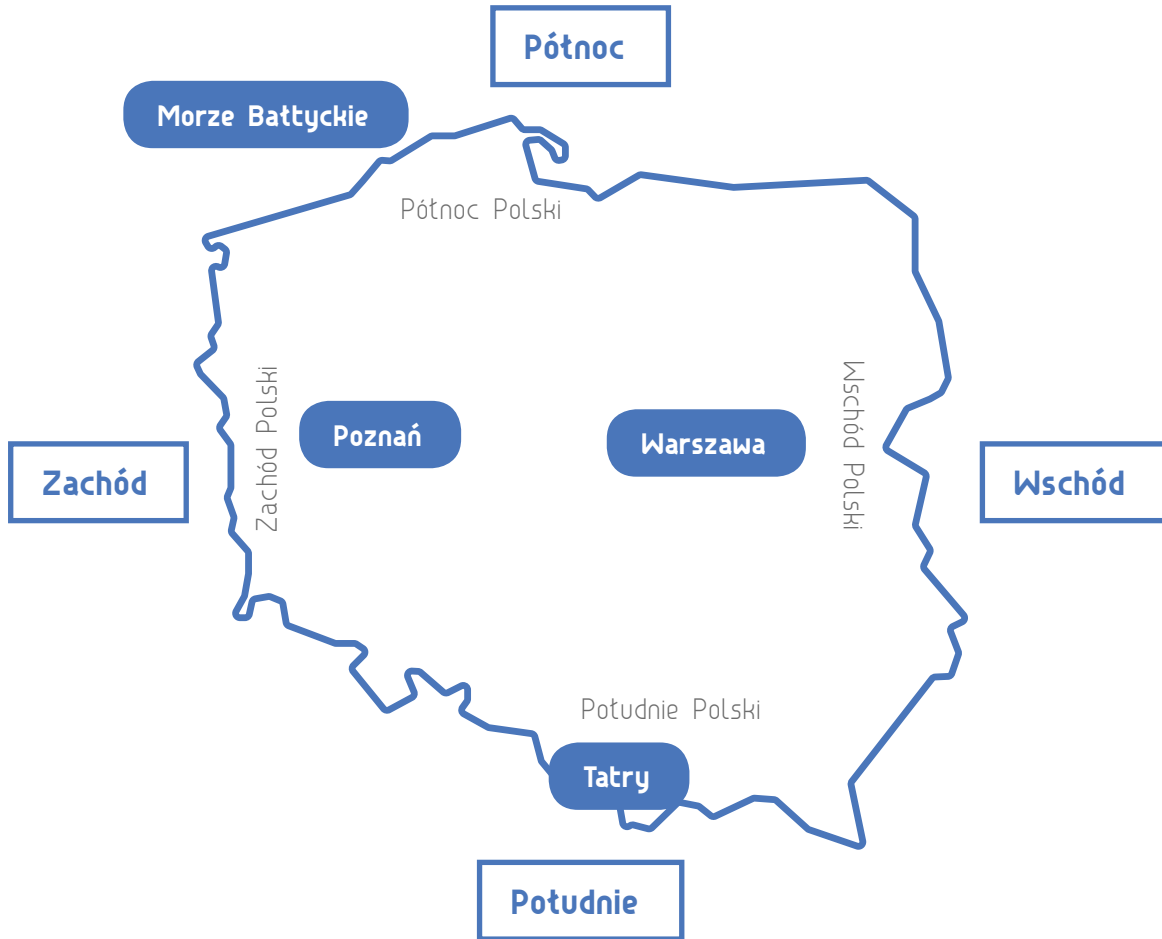 Północ
Morze Bałtyckie
Północ Polski
Zachód Polski
Wschód Polski
Poznań
Warszawa
Zachód
Wschód
Południe Polski
Tatry
Południe